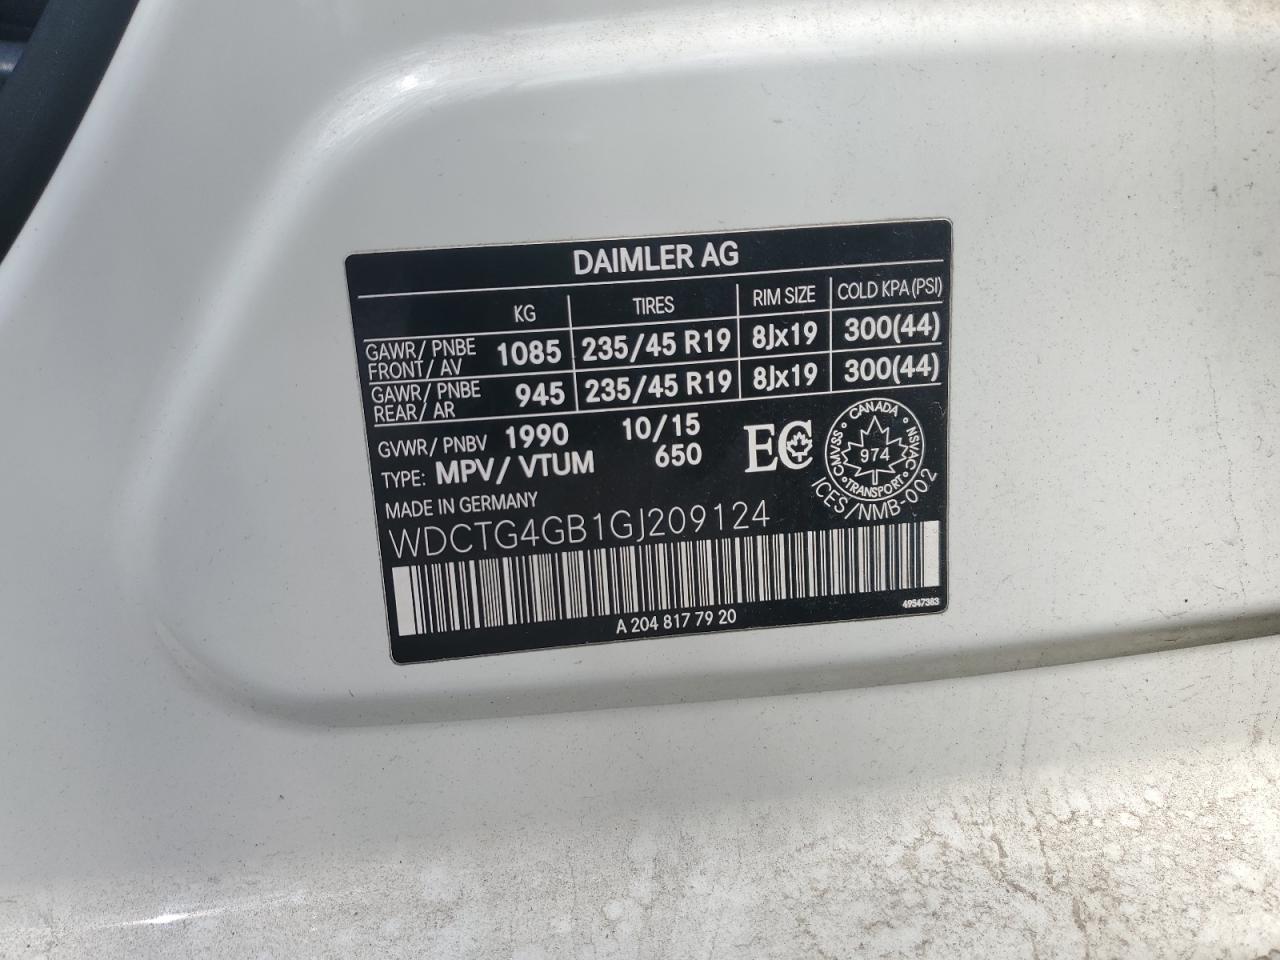 DAIMLER AG
KG TIRES RIM SIZE COLD KPA (PSI)
GAWR/ PNBE FRONT/ AV 1085 235/45 R19 8Jx19 300(44)
GAWR/ PNBE REAR/ AR 945 235/45 R19 8Jx19 300(44)
GVWR/ PNBV 1990 10/15
TYPE: MPV/ VTUM 650
EC
CANADA
CMVSS 974 NSVAC
TRANSPORT
ICES/NMB-002
MADE IN GERMANY
WDCTG4GB1GJ209124
49547383
A 204 817 79 20